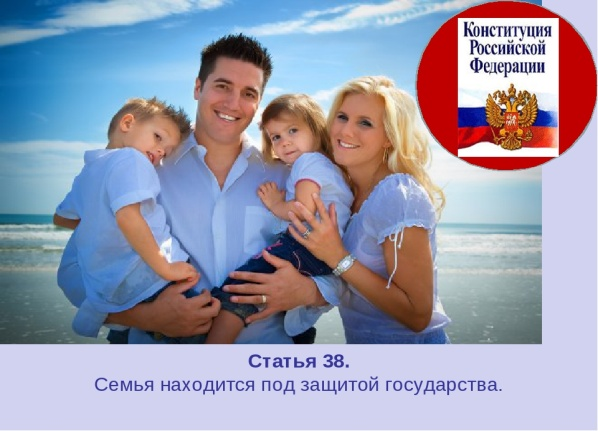 Конституция
Российской
Федерации
Статья 38.
Семья находится под защитой государства.